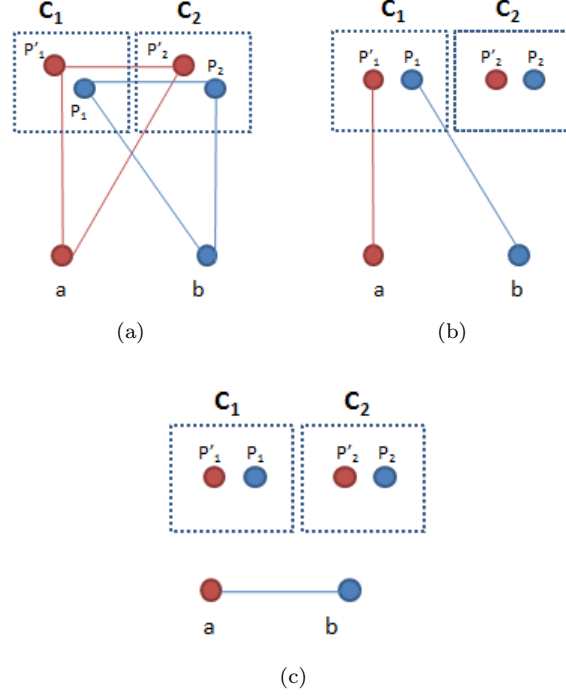 C₁ C₂
P'₁ P'₂ P₂
P₁
a b
(a)
C₁ C₂
P'₁ P₁ P'₂ P₂
a b
(b)
C₁ C₂
P'₁ P₁ P'₂ P₂
a b
(c)